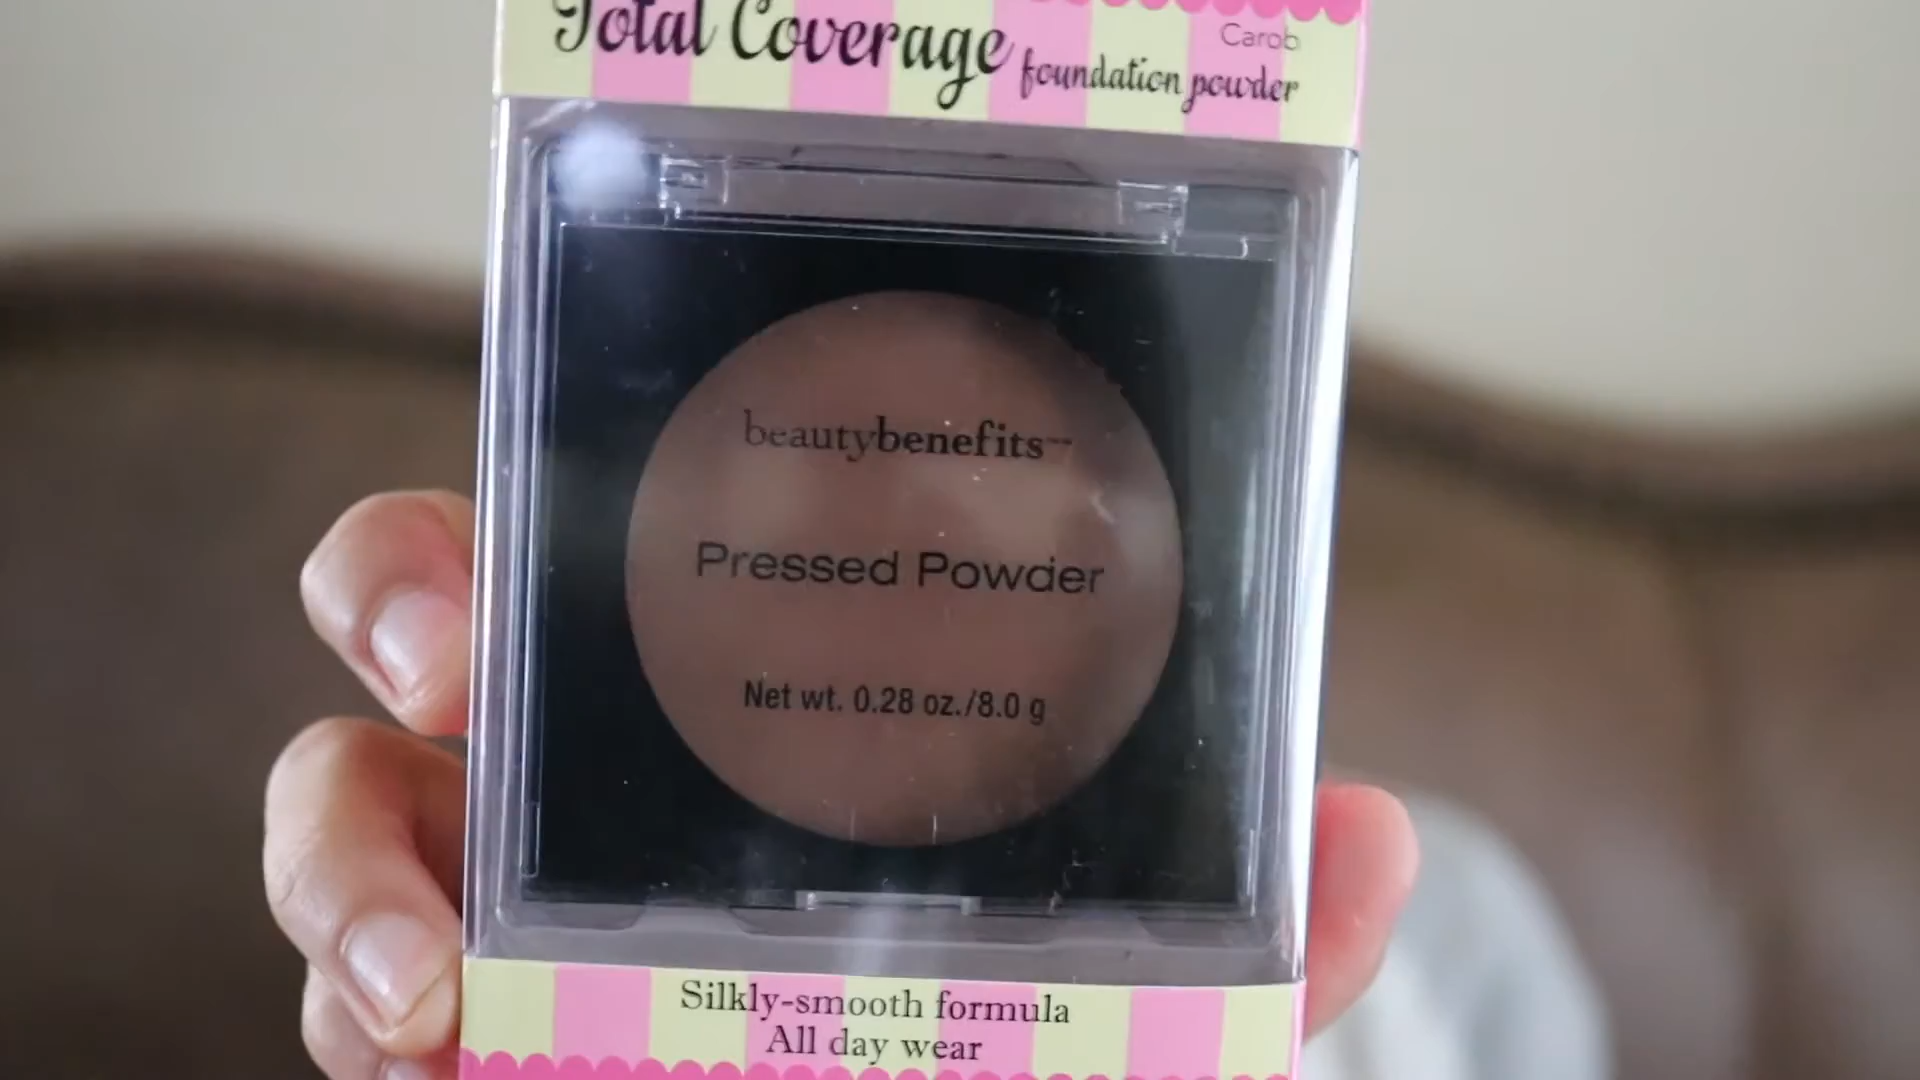 Carob
Total Coverage foundation powder
beautybenefits™
Pressed Powder
Net wt. 0.28 oz./8.0 g
Silkly-smooth formula
All day wear